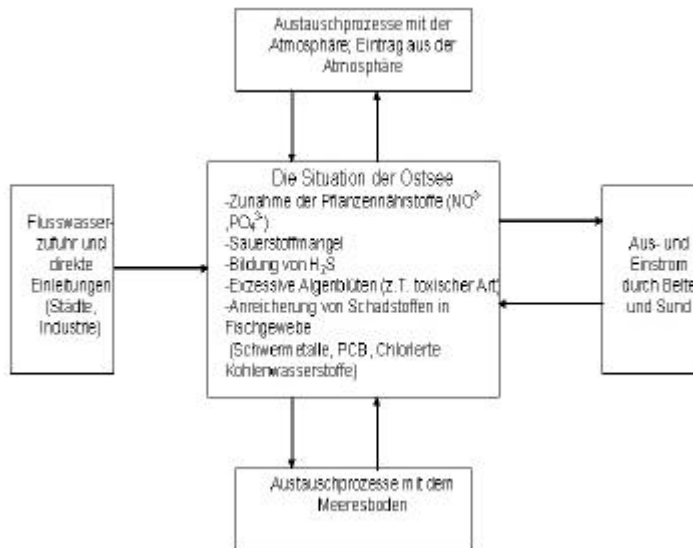 Austauschprozesse mit der
Atmosphäre; Eintrag aus der
Atmosphäre
Flusswasser-
zufuhr und
direkte
Einleitungen
(Städte,
Industrie)
Die Situation der Ostsee
-Zunahme der Pflanzennährstoffe (NO³⁻
,PO₄³⁻)
-Sauerstoffmangel
-Bildung von H₂S
-Exzessive Algenblüten (z.T. toxischer Art)
-Anreicherung von Schadstoffen in
Fischgewebe
(Schwermetalle, PCB, Chlorierte
Kohlenwasserstoffe)
Aus- und
Einstrom
durch Belte
und Sund
Austauschprozesse mit dem
Meeresboden